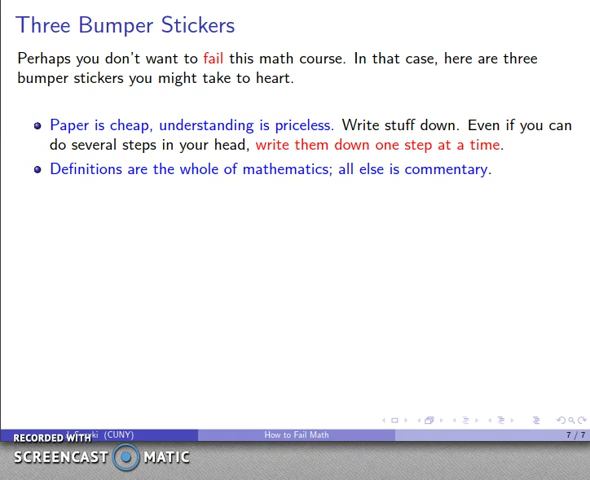 Three Bumper Stickers
Perhaps you don't want to fail this math course. In that case, here are three
bumper stickers you might take to heart.
Paper is cheap, understanding is priceless. Write stuff down. Even if you can
do several steps in your head, write them down one step at a time.
Definitions are the whole of mathematics; all else is commentary.
(CUNY)
How to Fail Math
7 / 7
RECORDED WITH
SCREENCAST MATIC